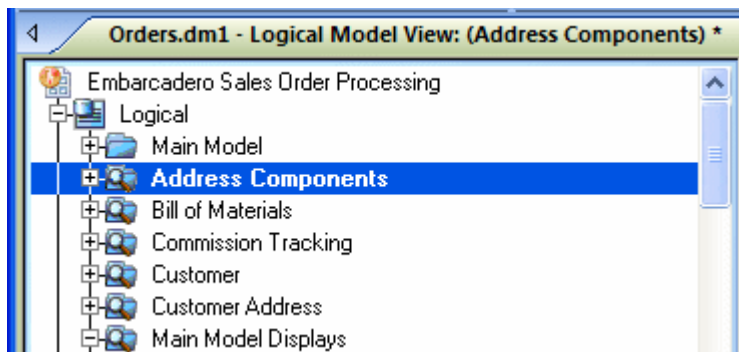 Orders.dm1 - Logical Model View: (Address Components) *
Embarcadero Sales Order Processing
Logical
Main Model
Address Components
Bill of Materials
Commission Tracking
Customer
Customer Address
Main Model Displays